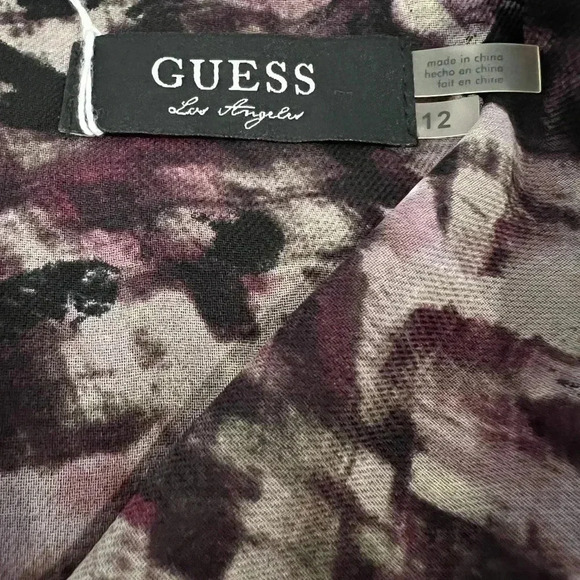 GUESS
Los Angeles
made in china
hecho en china
fait en chine
12